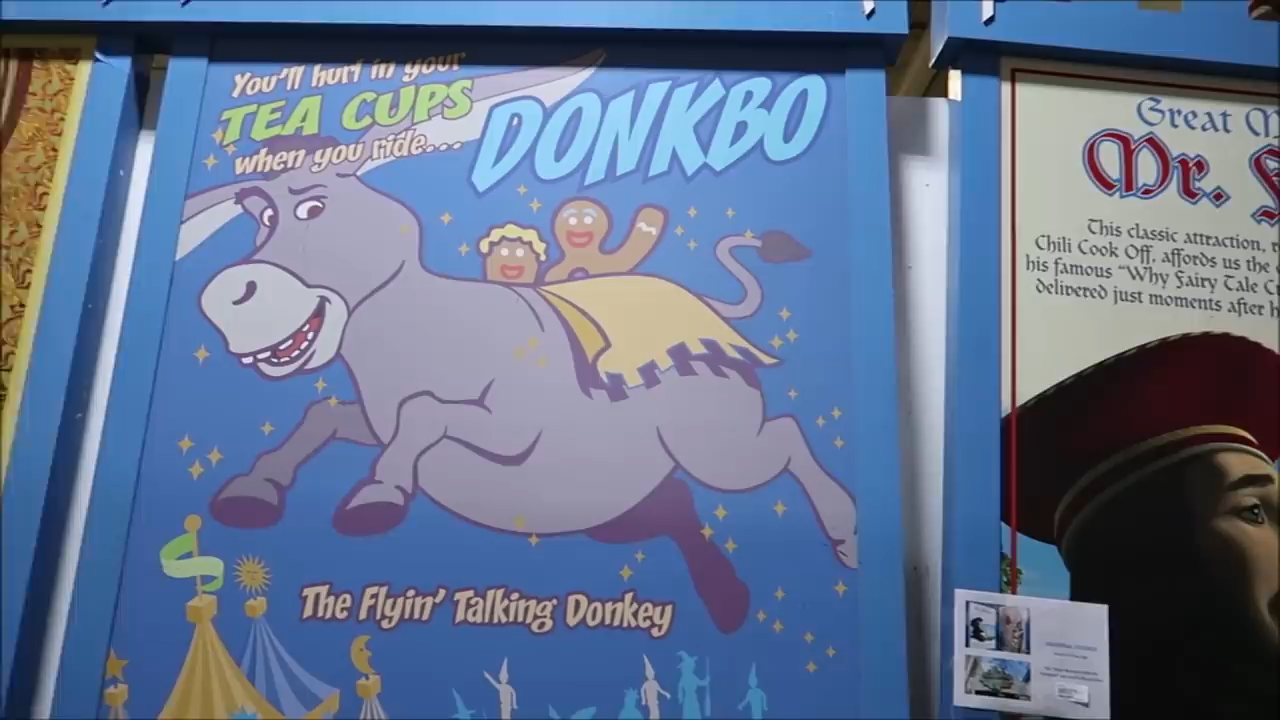 You'll hurl in your
TEA CUPS
when you ride...
DONKBO
The Flyin' Talking Donkey
Great
Mr.
This classic attraction,
Chili Cook Off, affords us the
his famous "Why Fairy Tale
delivered just moments after